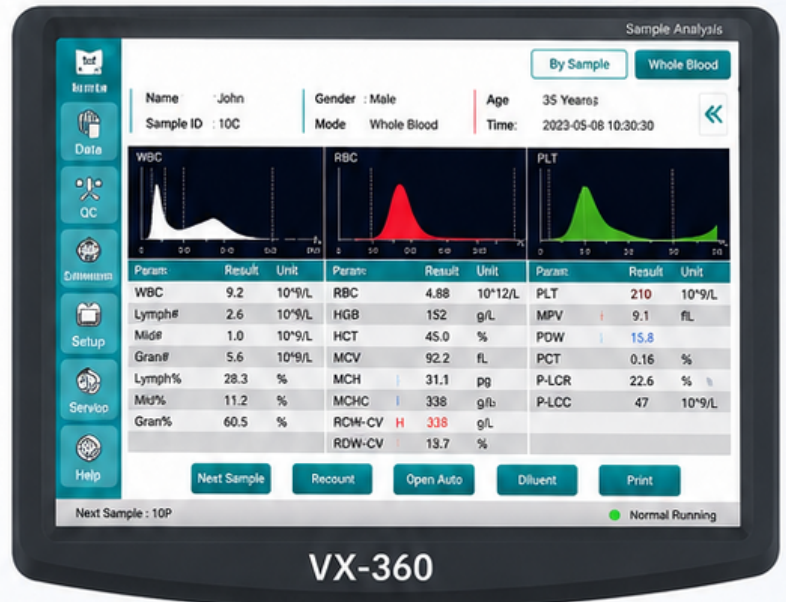 Sample Analysis
By Sample
Whole Blood
Name : John
Gender : Male
Age 35 Years
Sample ID : 10C
Mode Whole Blood
Time: 2023-05-08 10:30:30
Data
QC
Setup
Help
WBC
RBC
PLT
Param Result Unit
WBC 9.2 10^9/L
Lymph# 2.6 10^9/L
Mid# 1.0 10^9/L
Gran# 5.6 10^9/L
Lymph% 28.3 %
Mid% 11.2 %
Gran% 60.5 %
Result Unit
RBC 4.88 10^12/L
HGB 152 g/L
HCT 45.0 %
MCV 92.2 fL
MCH 31.1 pg
MCHC 338
RCW-CV H 338 g/L
RDW-CV 13.7 %
Param Result Unit
PLT 210 10^9/L
MPV 9.1 fL
PDW 15.8
PCT 0.16 %
P-LCR 22.6 %
P-LCC 47 10^9/L
Next Sample
Recount
Open Auto
Diluent
Print
Next Sample : 10P
Normal Running
VX-360